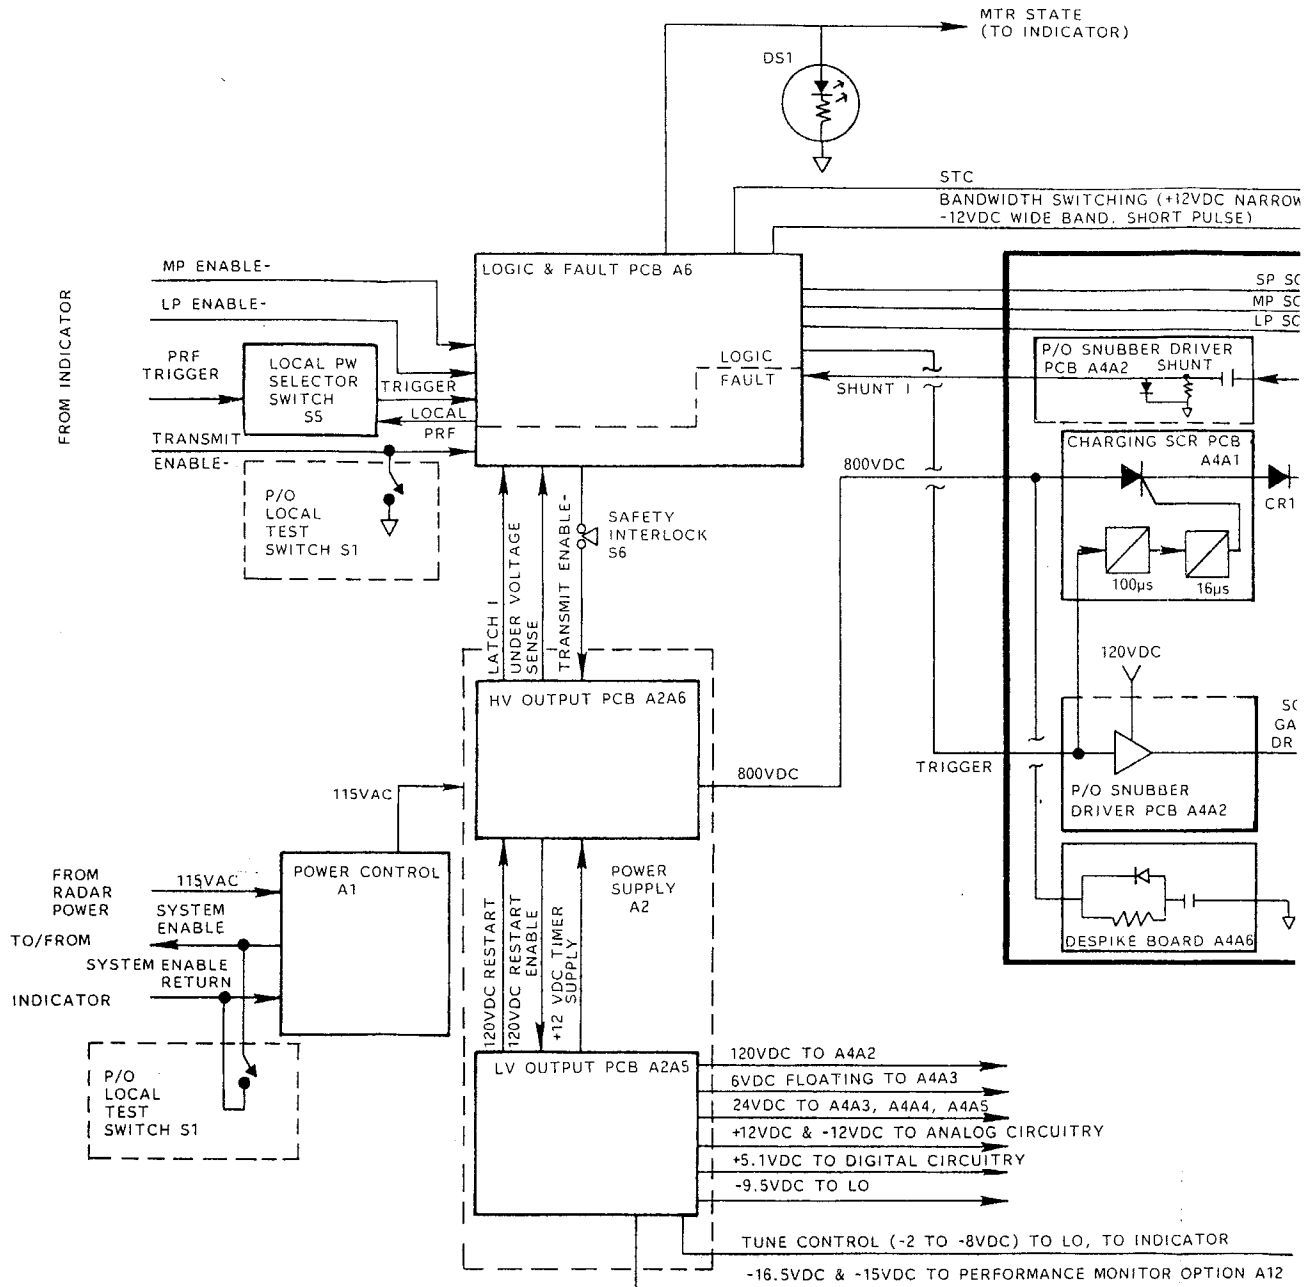 MTR STATE
(TO INDICATOR)
DS1
STC
BANDWIDTH SWITCHING (+12VDC NARROW
-12VDC WIDE BAND. SHORT PULSE)
FROM INDICATOR
MP ENABLE-
LP ENABLE-
PRF
TRIGGER
LOCAL PW
SELECTOR
SWITCH
S5
TRIGGER
LOCAL
PRF
TRANSMIT
ENABLE-
P/O
LOCAL
TEST
SWITCH S1
LOGIC & FAULT PCB A6
LOGIC
FAULT
SHUNT I
SP SC
MP SC
LP SC
P/O SNUBBER DRIVER
PCB A4A2
SHUNT
CHARGING SCR PCB
A4A1
800VDC
CR1
100µs
16µs
LATCH I
UNDER VOLTAGE
SENSE
TRANSMIT ENABLE-
SAFETY
INTERLOCK
S6
120VDC
HV OUTPUT PCB A2A6
800VDC
TRIGGER
SC
GA
DR
P/O SNUBBER
DRIVER PCB A4A2
115VAC
POWER CONTROL
A1
FROM
RADAR
POWER
115VAC
SYSTEM
ENABLE
TO/FROM
SYSTEM ENABLE
RETURN
INDICATOR
P/O
LOCAL
TEST
SWITCH S1
POWER
SUPPLY
A2
120VDC RESTART
120VDC RESTART
ENABLE
+12 VDC TIMER
SUPPLY
DESPIKE BOARD A4A6
LV OUTPUT PCB A2A5
120VDC TO A4A2
6VDC FLOATING TO A4A3
24VDC TO A4A3, A4A4, A4A5
+12VDC & -12VDC TO ANALOG CIRCUITRY
+5.1VDC TO DIGITAL CIRCUITRY
-9.5VDC TO LO
TUNE CONTROL (-2 TO -8VDC) TO LO, TO INDICATOR
-16.5VDC & -15VDC TO PERFORMANCE MONITOR OPTION A12